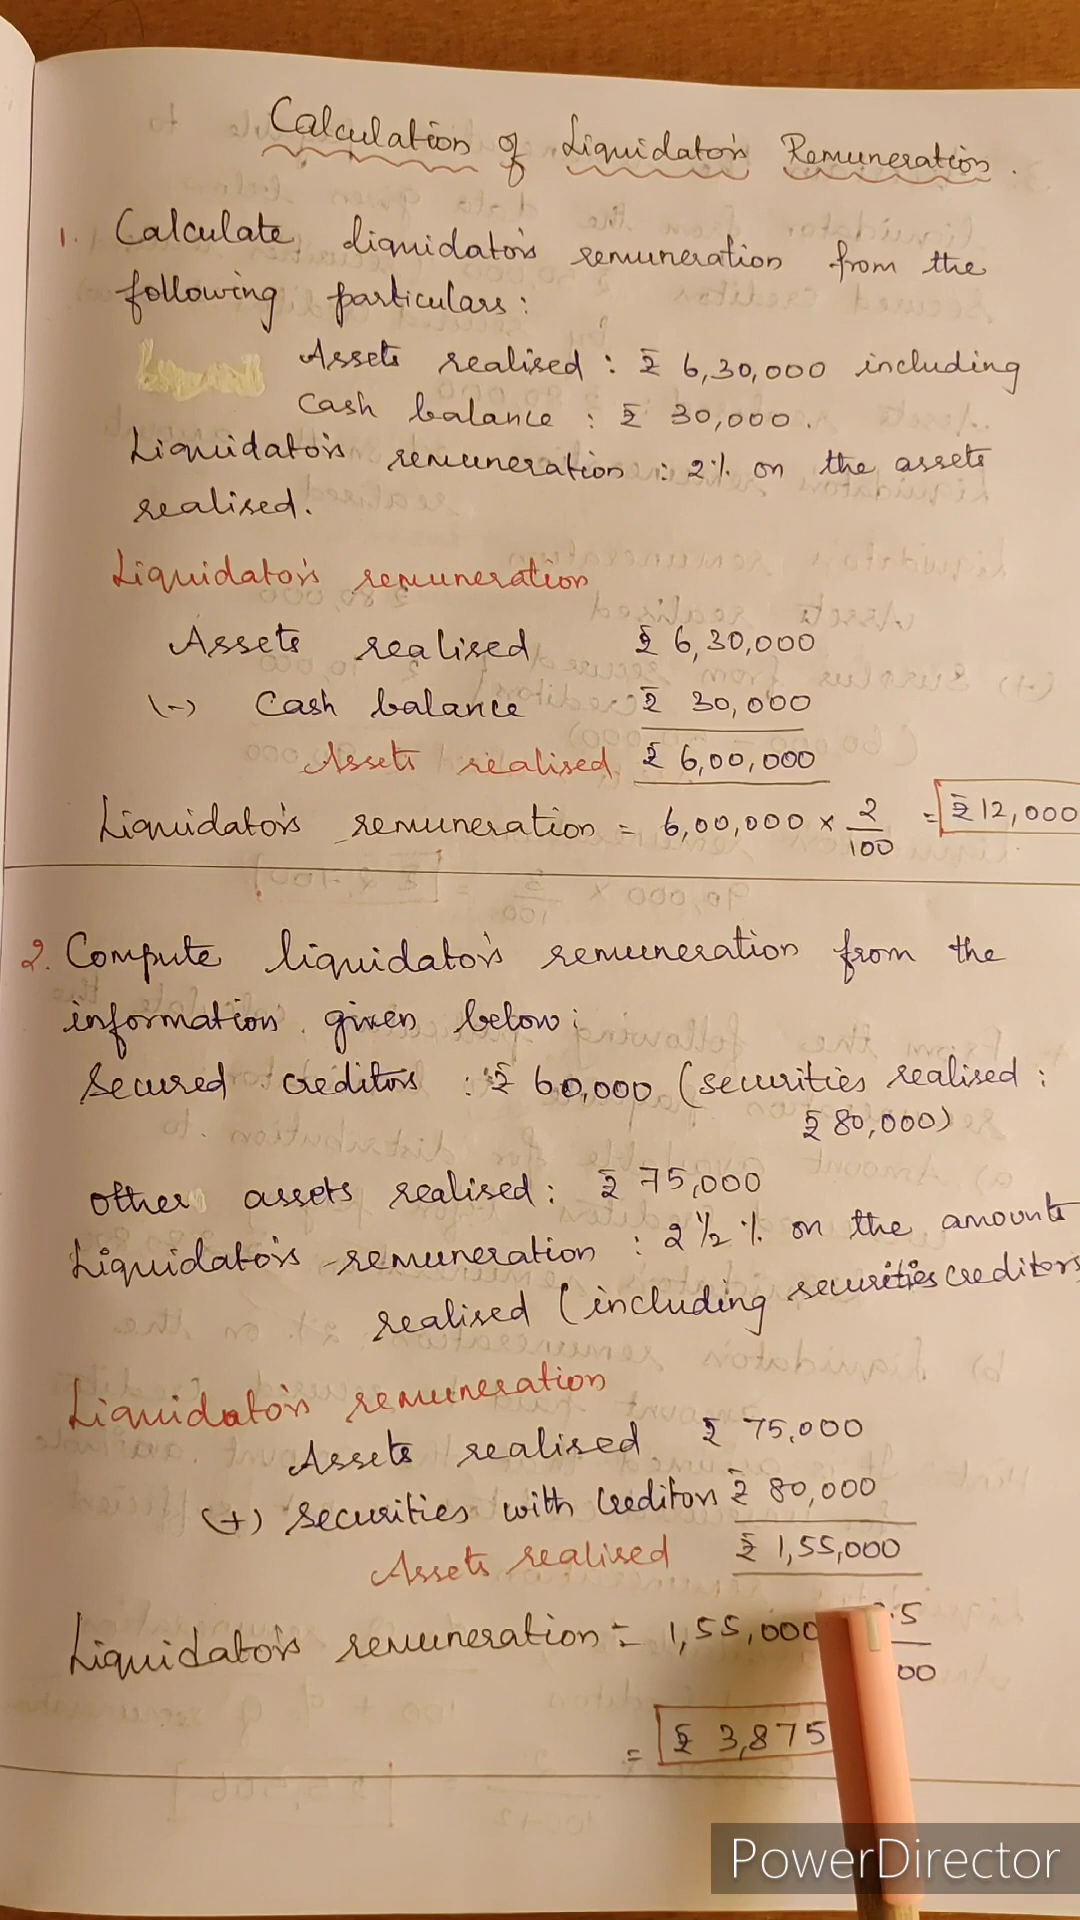 Calculation of Liquidator's Remuneration.
1. Calculate liquidator's remuneration from the
following particulars:
Assets realised : ₹ 6,30,000 including
Cash balance : ₹ 30,000.
Liquidator's remuneration : 2% on the assets
realised.
Liquidator's remuneration
Assets realised ₹ 6,30,000
(-) Cash balance ₹ 30,000
Assets realised ₹ 6,00,000
Liquidator's remuneration = 6,00,000 × 2/100 = ₹ 12,000
2. Compute liquidator's remuneration from the
information given below:
Secured creditors : ₹ 60,000 (securities realised :
₹ 80,000)
Other assets realised : ₹ 75,000
Liquidator's remuneration : 2 ½ % on the amounts
realised (including securities creditors
Liquidator's remuneration
Assets realised ₹ 75,000
(+) Securities with creditors ₹ 80,000
Assets realised ₹ 1,55,000
Liquidator's remuneration = 1,55,000
= ₹ 3,875
PowerDirector